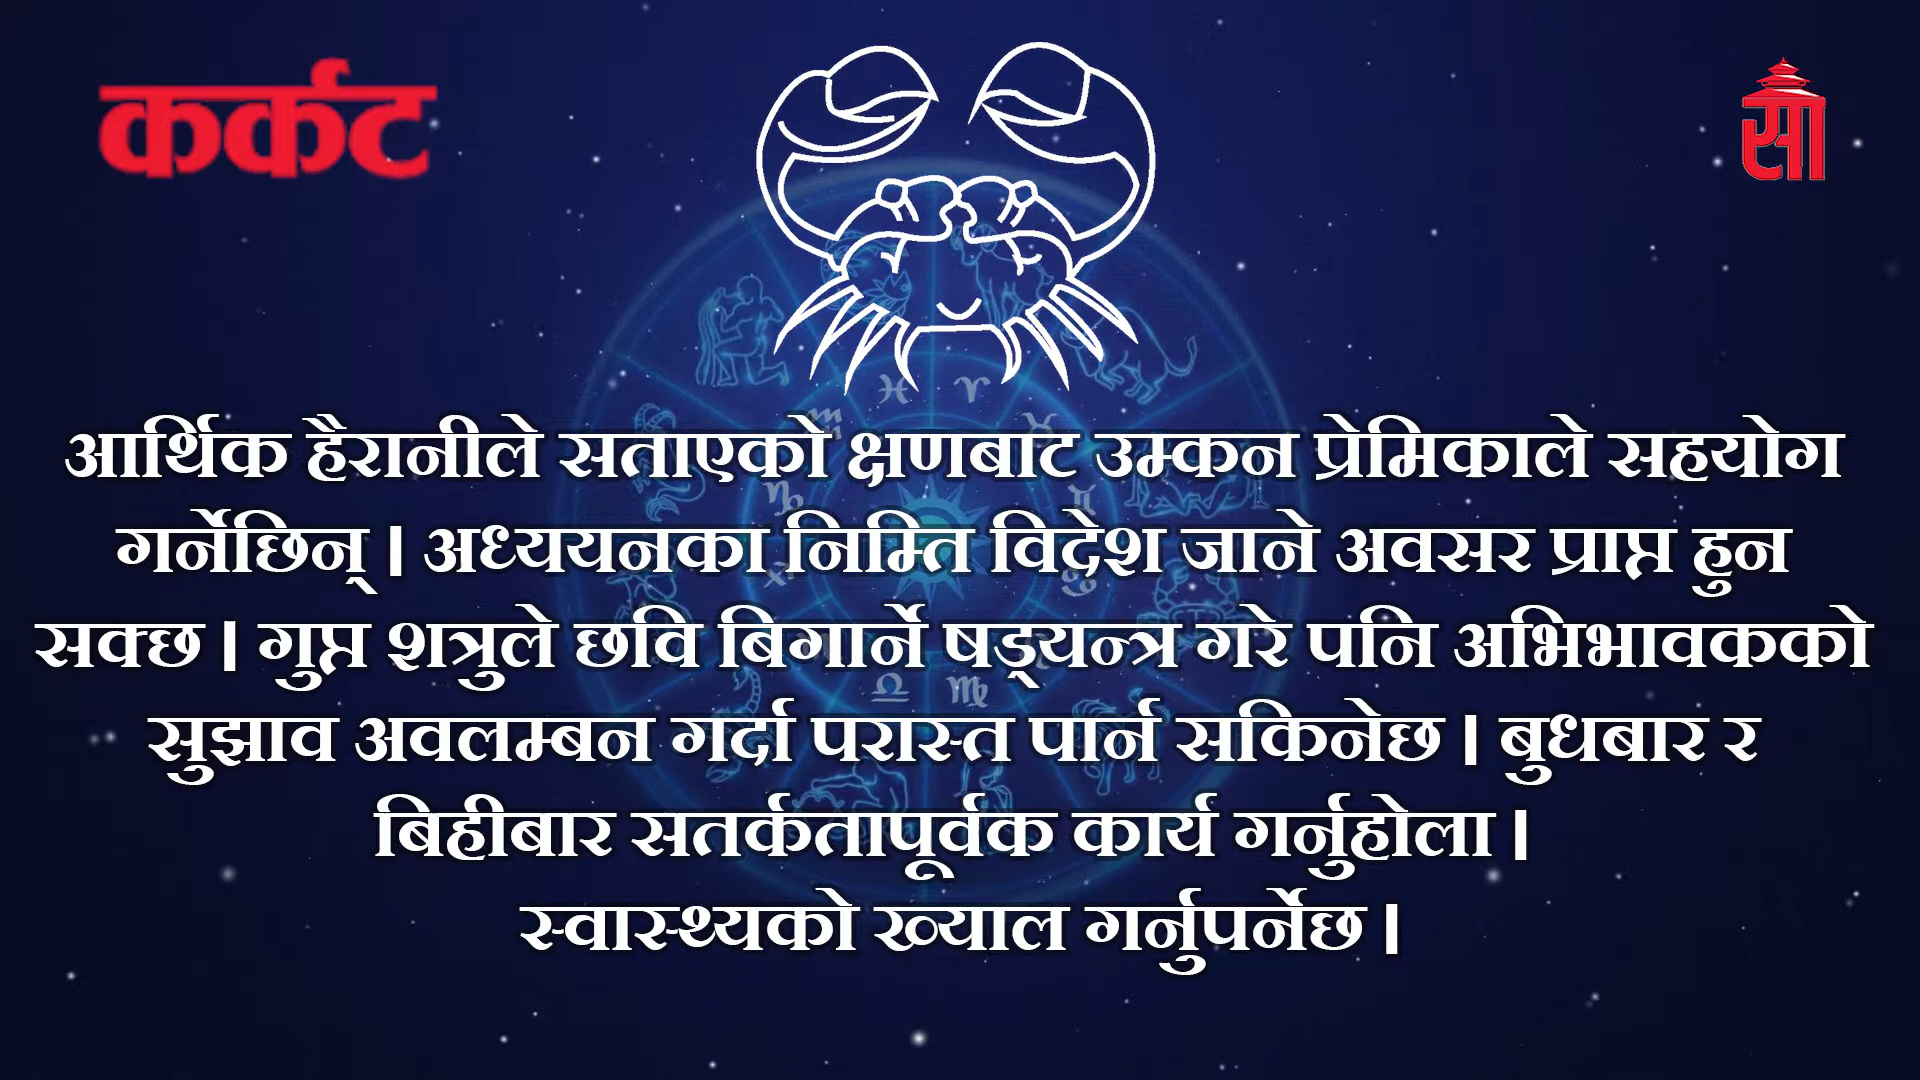 कर्कट
सा
आर्थिक हैरानीले सताएको क्षणबाट उम्कन प्रेमिकाले सहयोग
गर्नेछिन् । अध्ययनका निम्ति विदेश जाने अवसर प्राप्त हुन
सक्छ । गुप्त शत्रुले छवि बिगार्ने षड्यन्त्र गरे पनि अभिभावकको
सुझाव अवलम्बन गर्दा परास्त पार्न सकिनेछ । बुधबार र
बिहीबार सतर्कतापूर्वक कार्य गर्नुहोला ।
स्वास्थ्यको ख्याल गर्नुपर्नेछ ।